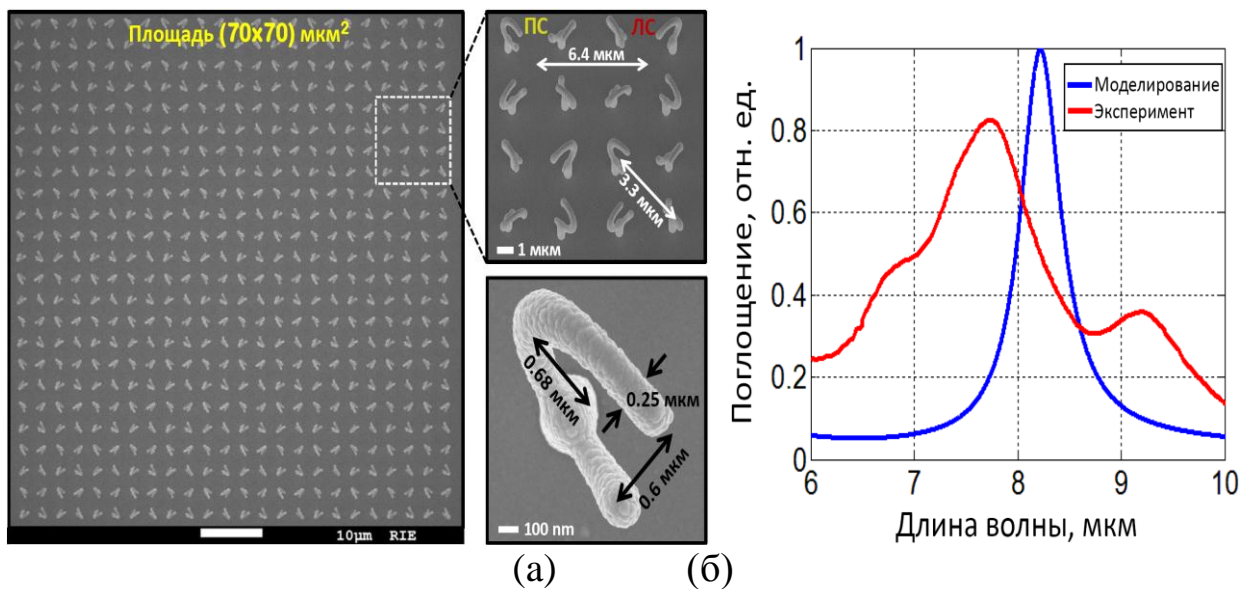 Площадь (70x70) мкм²
10μm RIE
ПС ЛС
6.4 мкм
3.3 мкм
1 мкм
0.68 мкм
0.25 мкм
0.6 мкм
100 nm
(а)
(б)
Поглощение, отн. ед.
1
0.8
0.6
0.4
0.2
0
6 7 8 9 10
Длина волны, мкм
Моделирование
Эксперимент